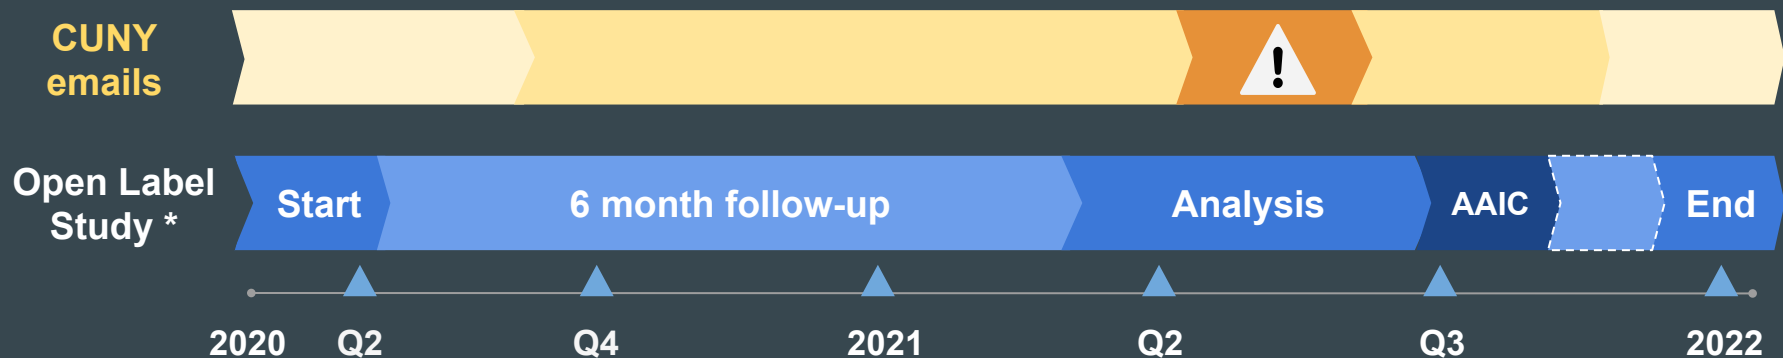 CUNY
emails
!
Open Label
Study *
Start
6 month follow-up
Analysis
AAIC
End
2020 Q2 Q4 2021 Q2 Q3 2022